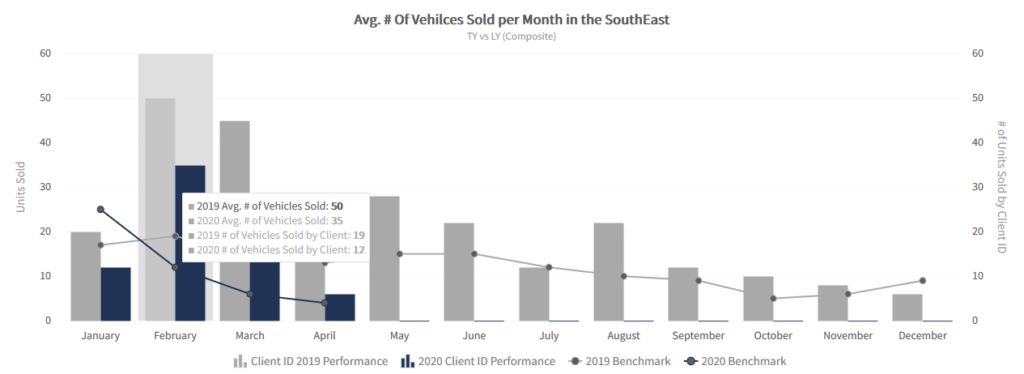 Avg. # Of Vehilces Sold per Month in the SouthEast
TY vs LY (Composite)
60
50
40
30
20
10
0
Units Sold
60
50
40
30
20
10
0
# of Units Sold by Client ID
2019 Avg. # of Vehicles Sold: 50
2020 Avg. # of Vehicles Sold: 35
2019 # of Vehicles Sold by Client: 19
2020 # of Vehicles Sold by Client: 12
January February March April May June July August September October November December
Client ID 2019 Performance 2020 Client ID Performance 2019 Benchmark 2020 Benchmark